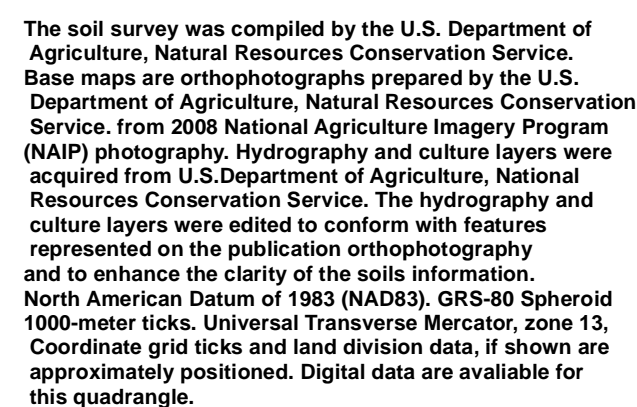 The soil survey was compiled by the U.S. Department of
Agriculture, Natural Resources Conservation Service.
Base maps are orthophotographs prepared by the U.S.
Department of Agriculture, Natural Resources Conservation
Service. from 2008 National Agriculture Imagery Program
(NAIP) photography. Hydrography and culture layers were
acquired from U.S.Department of Agriculture, National
Resources Conservation Service. The hydrography and
culture layers were edited to conform with features
represented on the publication orthophotography
and to enhance the clarity of the soils information.
North American Datum of 1983 (NAD83). GRS-80 Spheroid
1000-meter ticks. Universal Transverse Mercator, zone 13,
Coordinate grid ticks and land division data, if shown are
approximately positioned. Digital data are avaliable for
this quadrangle.